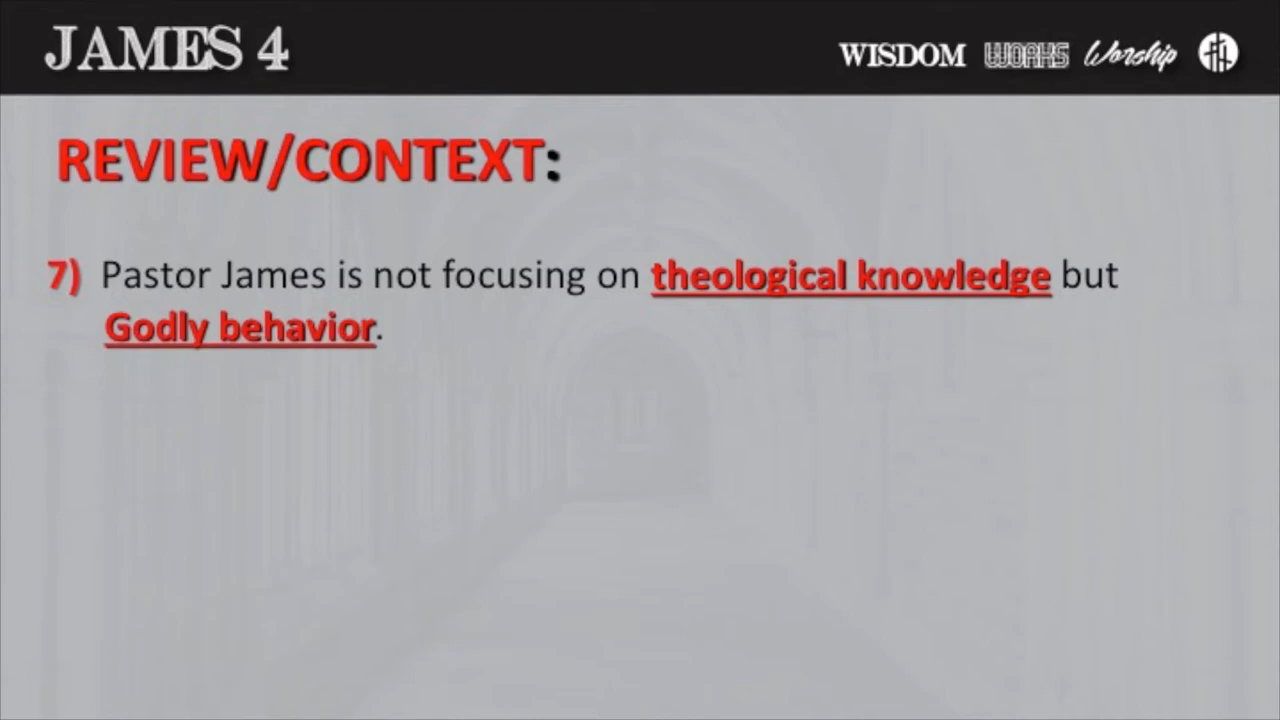 JAMES 4
WISDOM WORKS Worship
REVIEW/CONTEXT:
7) Pastor James is not focusing on theological knowledge but
Godly behavior.